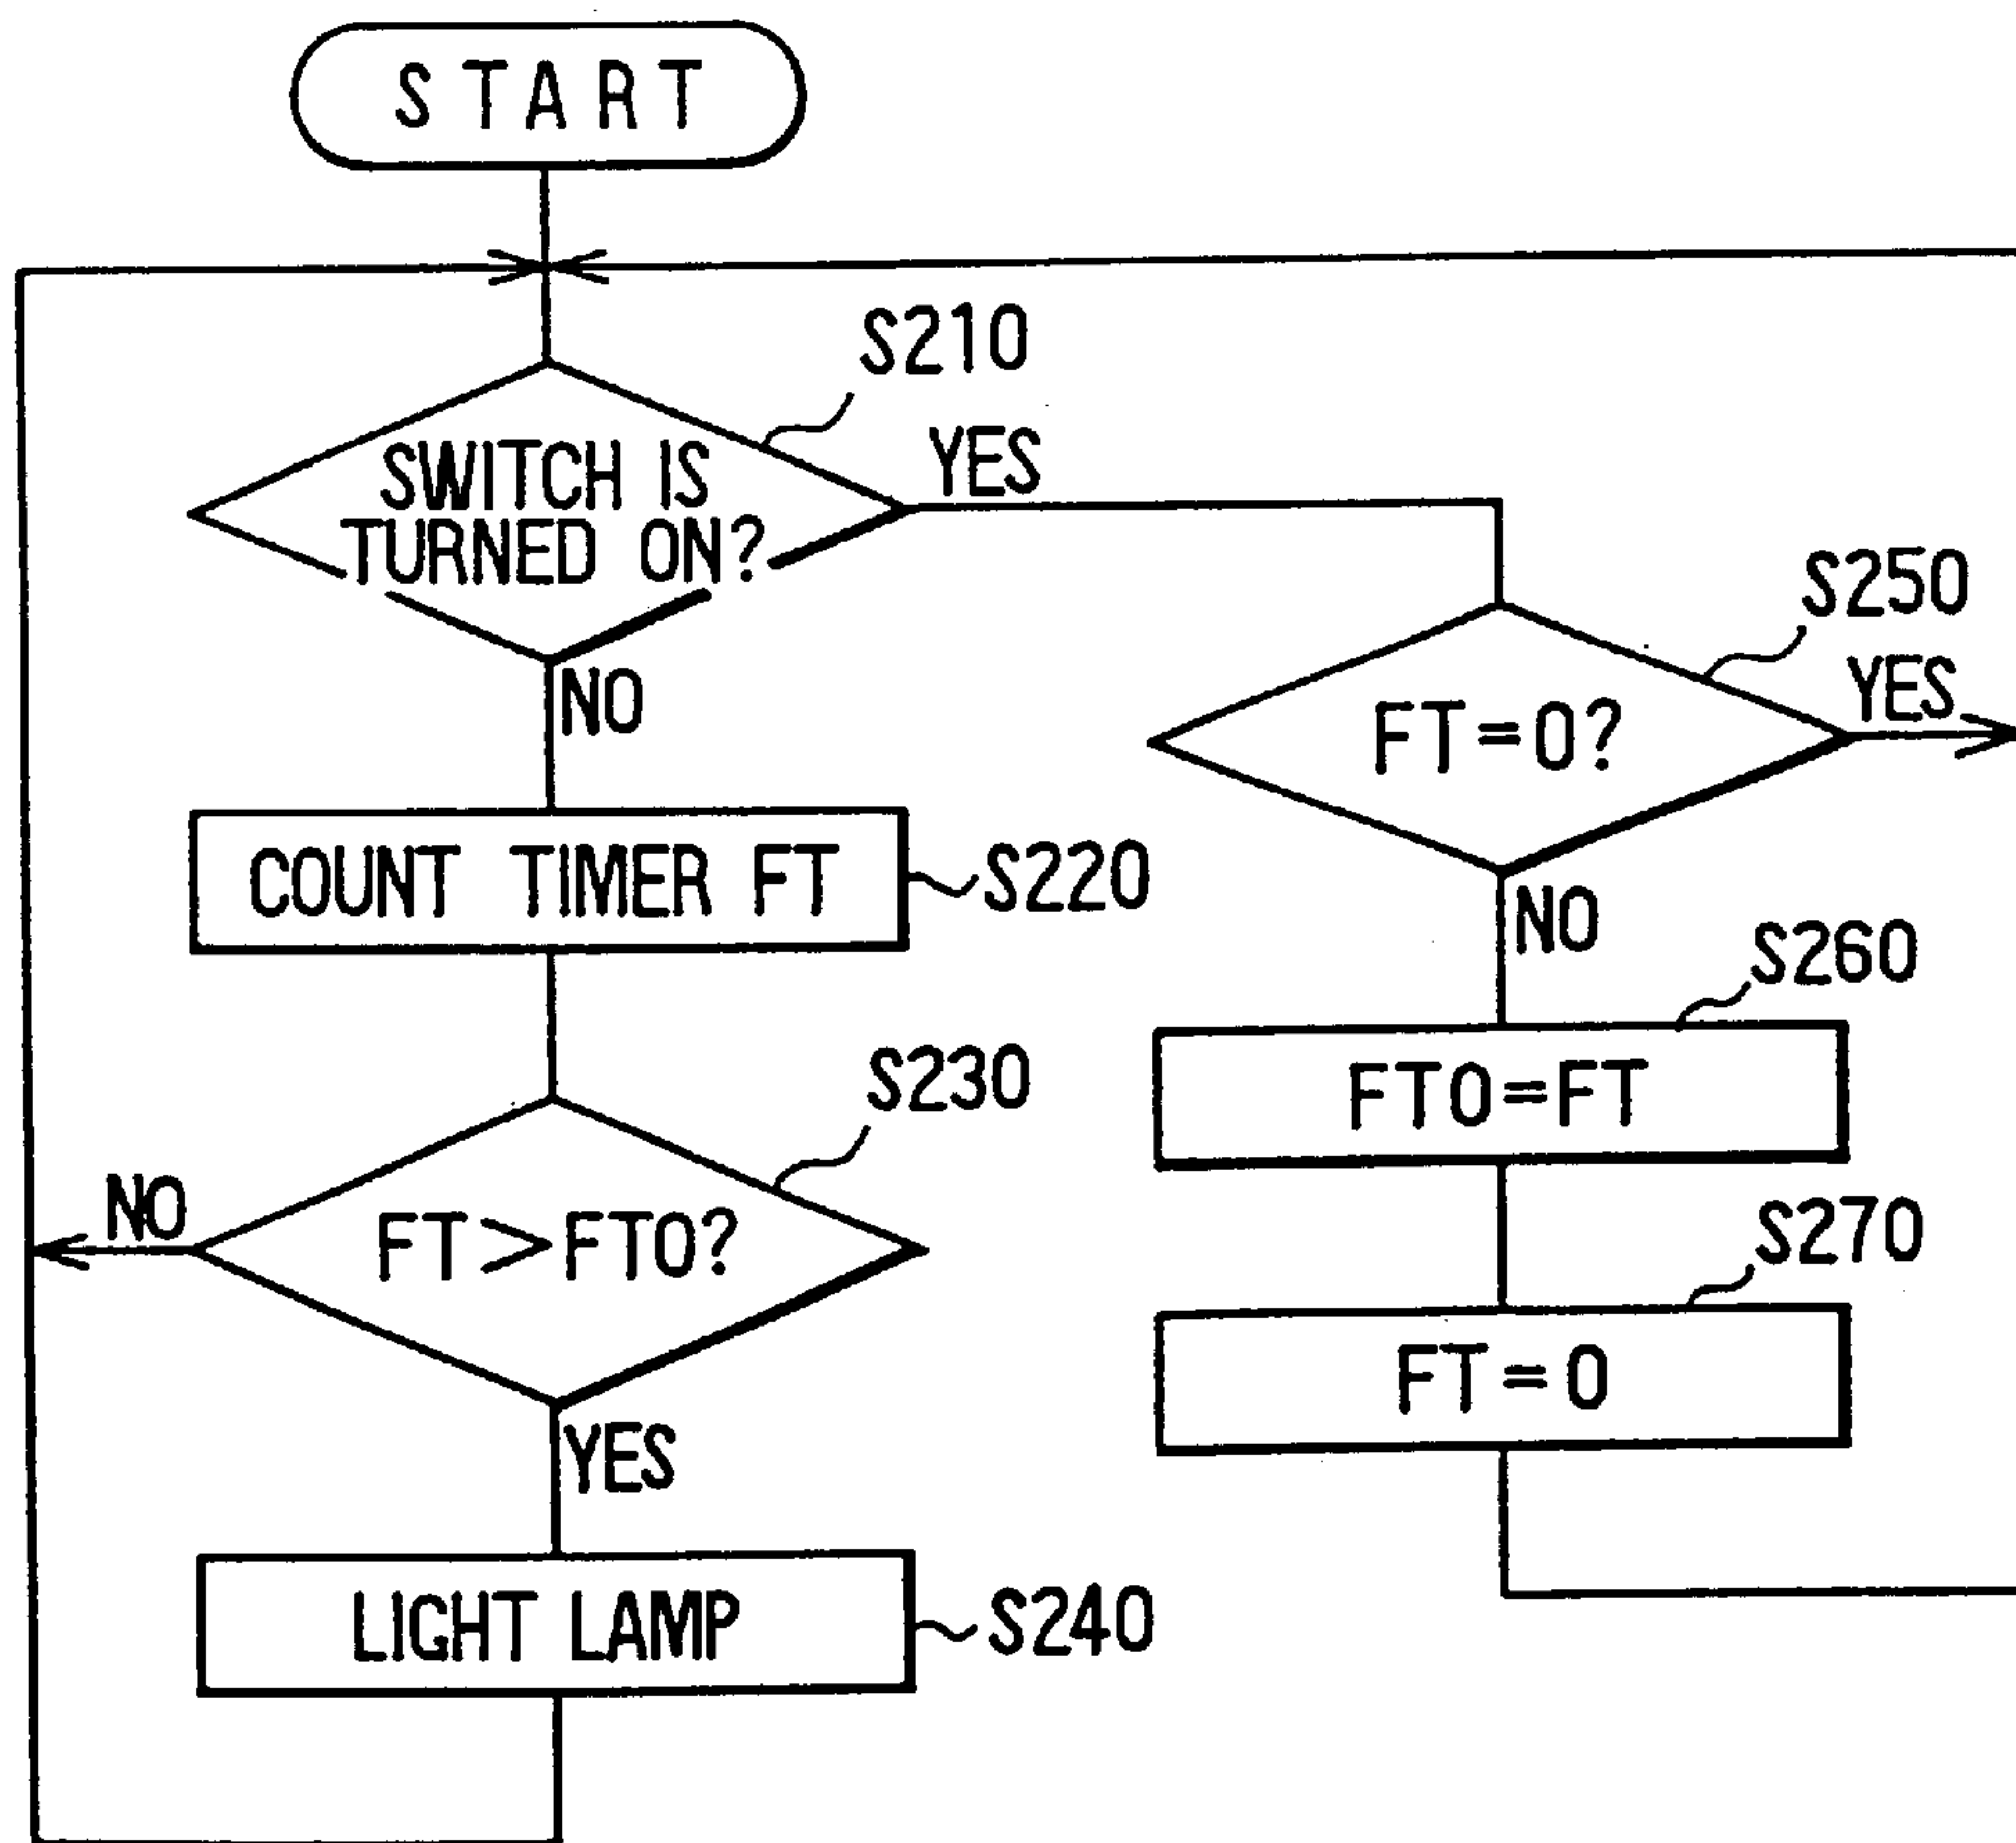 START
S210
SWITCH IS
TURNED ON?
YES
NO
COUNT TIMER FT
S220
S230
FT>FT0?
NO
YES
LIGHT LAMP
S240
S250
FT=0?
YES
NO
S260
FT0=FT
S270
FT=0